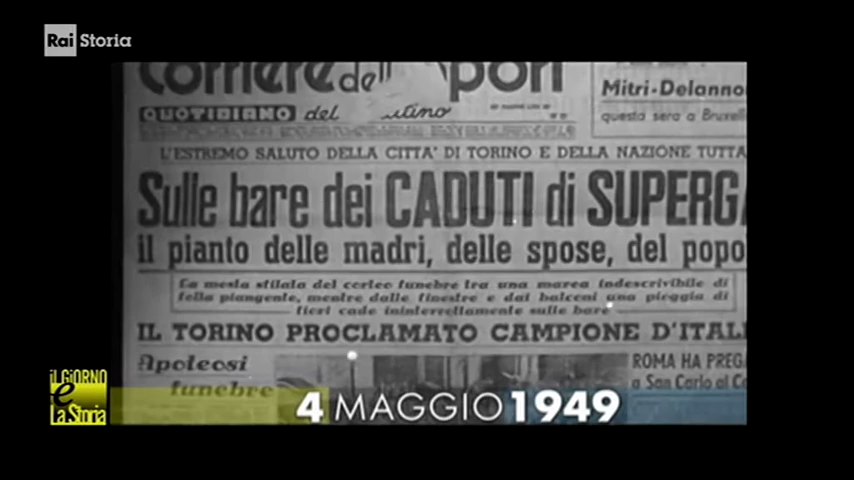 Rai Storia
Corriere dello Sport
Mitri-Delanno
QUOTIDIANO del utino
questa sera a Bruxell
L'ESTREMO SALUTO DELLA CITTA' DI TORINO E DELLA NAZIONE TUTTA
Sulle bare dei CADUTI di SUPERGA
il pianto delle madri, delle spose, del popo
La mesta sfilata del corteo funebre tra una marea indescrivibile di
folla piangente, mentre dalle finestre e dai balconi una pioggia di
fiori cade ininterrottamente sulle bare
IL TORINO PROCLAMATO CAMPIONE D'ITALI
Apoteosi
funebre
ROMA HA PREG
a San Carlo al Co
il GiORNO
e
La Storia
4 MAGGIO 1949